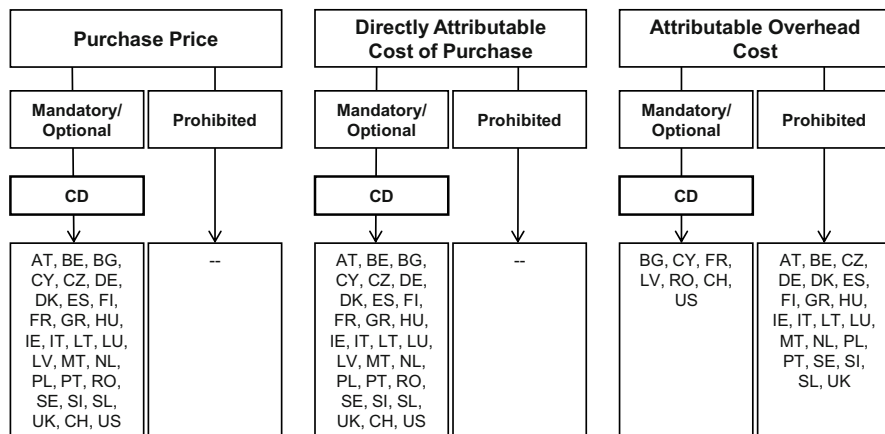 Purchase Price
Mandatory/
Optional
Prohibited
CD
AT, BE, BG,
CY, CZ, DE,
DK, ES, FI,
FR, GR, HU,
IE, IT, LT, LU,
LV, MT, NL,
PL, PT, RO,
SE, SI, SL,
UK, CH, US
--
Directly Attributable
Cost of Purchase
Mandatory/
Optional
Prohibited
CD
AT, BE, BG,
CY, CZ, DE,
DK, ES, FI,
FR, GR, HU,
IE, IT, LT, LU,
LV, MT, NL,
PL, PT, RO,
SE, SI, SL,
UK, CH, US
--
Attributable Overhead
Cost
Mandatory/
Optional
Prohibited
CD
BG, CY, FR,
LV, RO, CH,
US
AT, BE, CZ,
DE, DK, ES,
FI, GR, HU,
IE, IT, LT, LU,
MT, NL, PL,
PT, SE, SI,
SL, UK